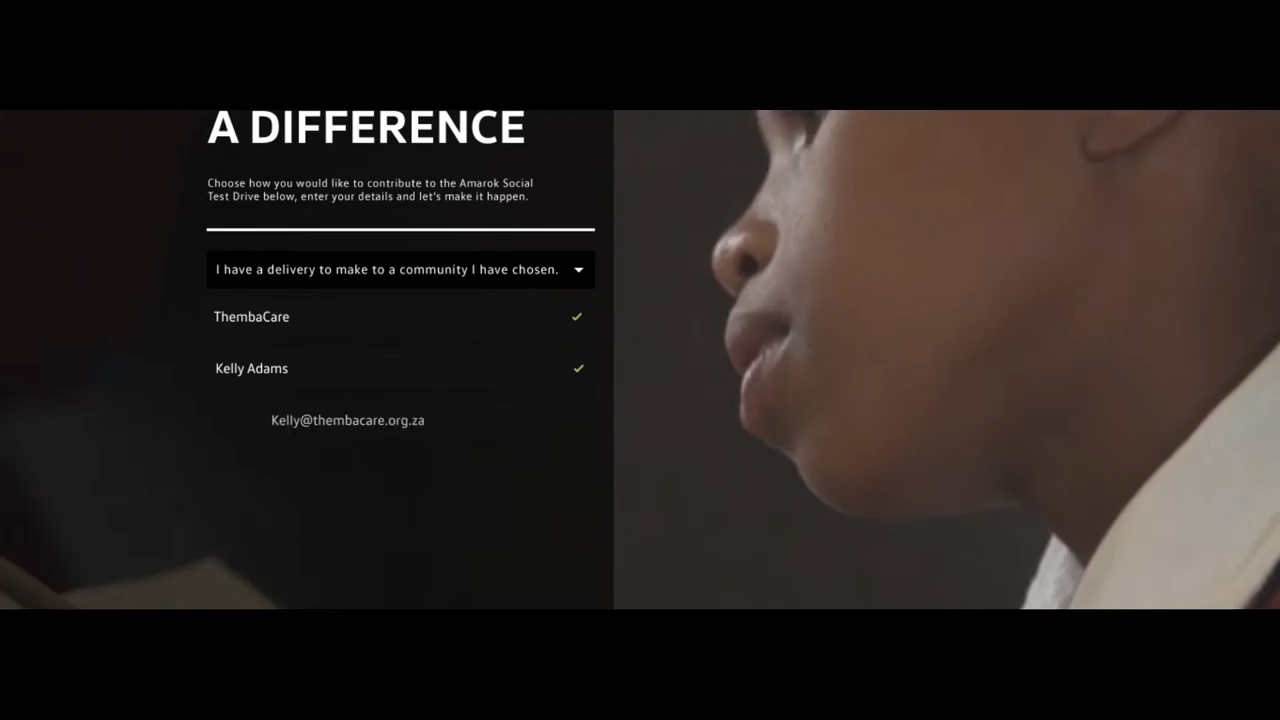 A DIFFERENCE
Choose how you would like to contribute to the Amarok Social
Test Drive below, enter your details and let's make it happen.
I have a delivery to make to a community I have chosen.
ThembaCare
Kelly Adams
Kelly@thembacare.org.za